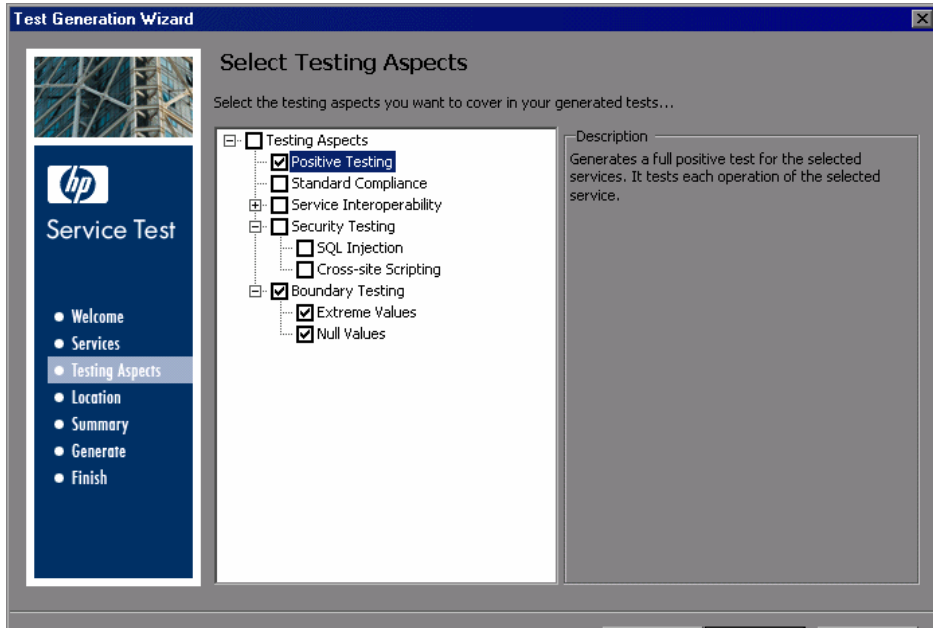 Test Generation Wizard
Select Testing Aspects
Select the testing aspects you want to cover in your generated tests...
hp
Service Test
Welcome
Services
Testing Aspects
Location
Summary
Generate
Finish
Testing Aspects
Positive Testing
Standard Compliance
Service Interoperability
Security Testing
SQL Injection
Cross-site Scripting
Boundary Testing
Extreme Values
Null Values
Description
Generates a full positive test for the selected
services. It tests each operation of the selected
service.